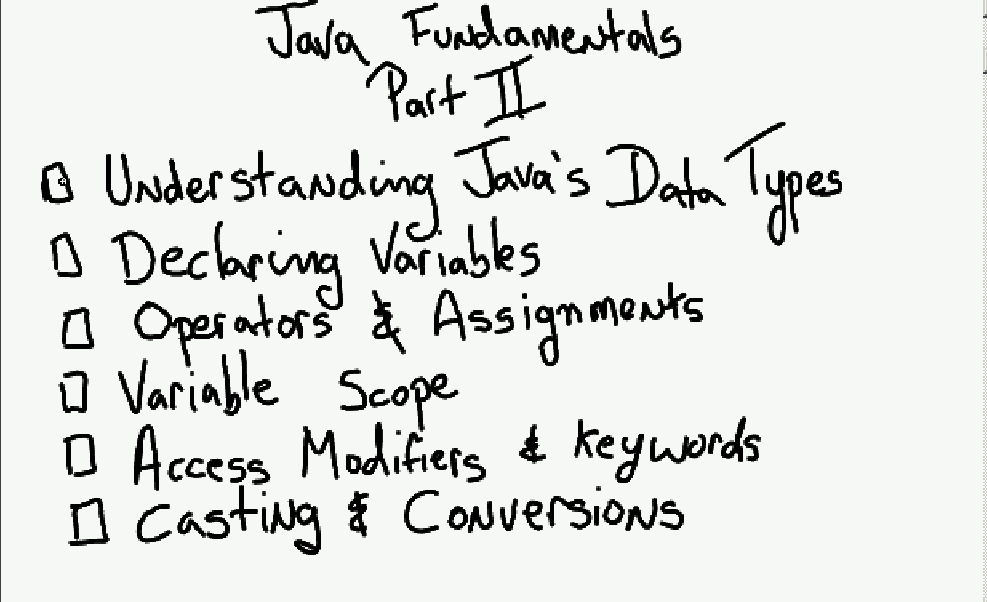 Java Fundamentals
Part II
Understanding Java's Data Types
Declaring Variables
Operators & Assignments
Variable Scope
Access Modifiers & Keywords
Casting & Conversions